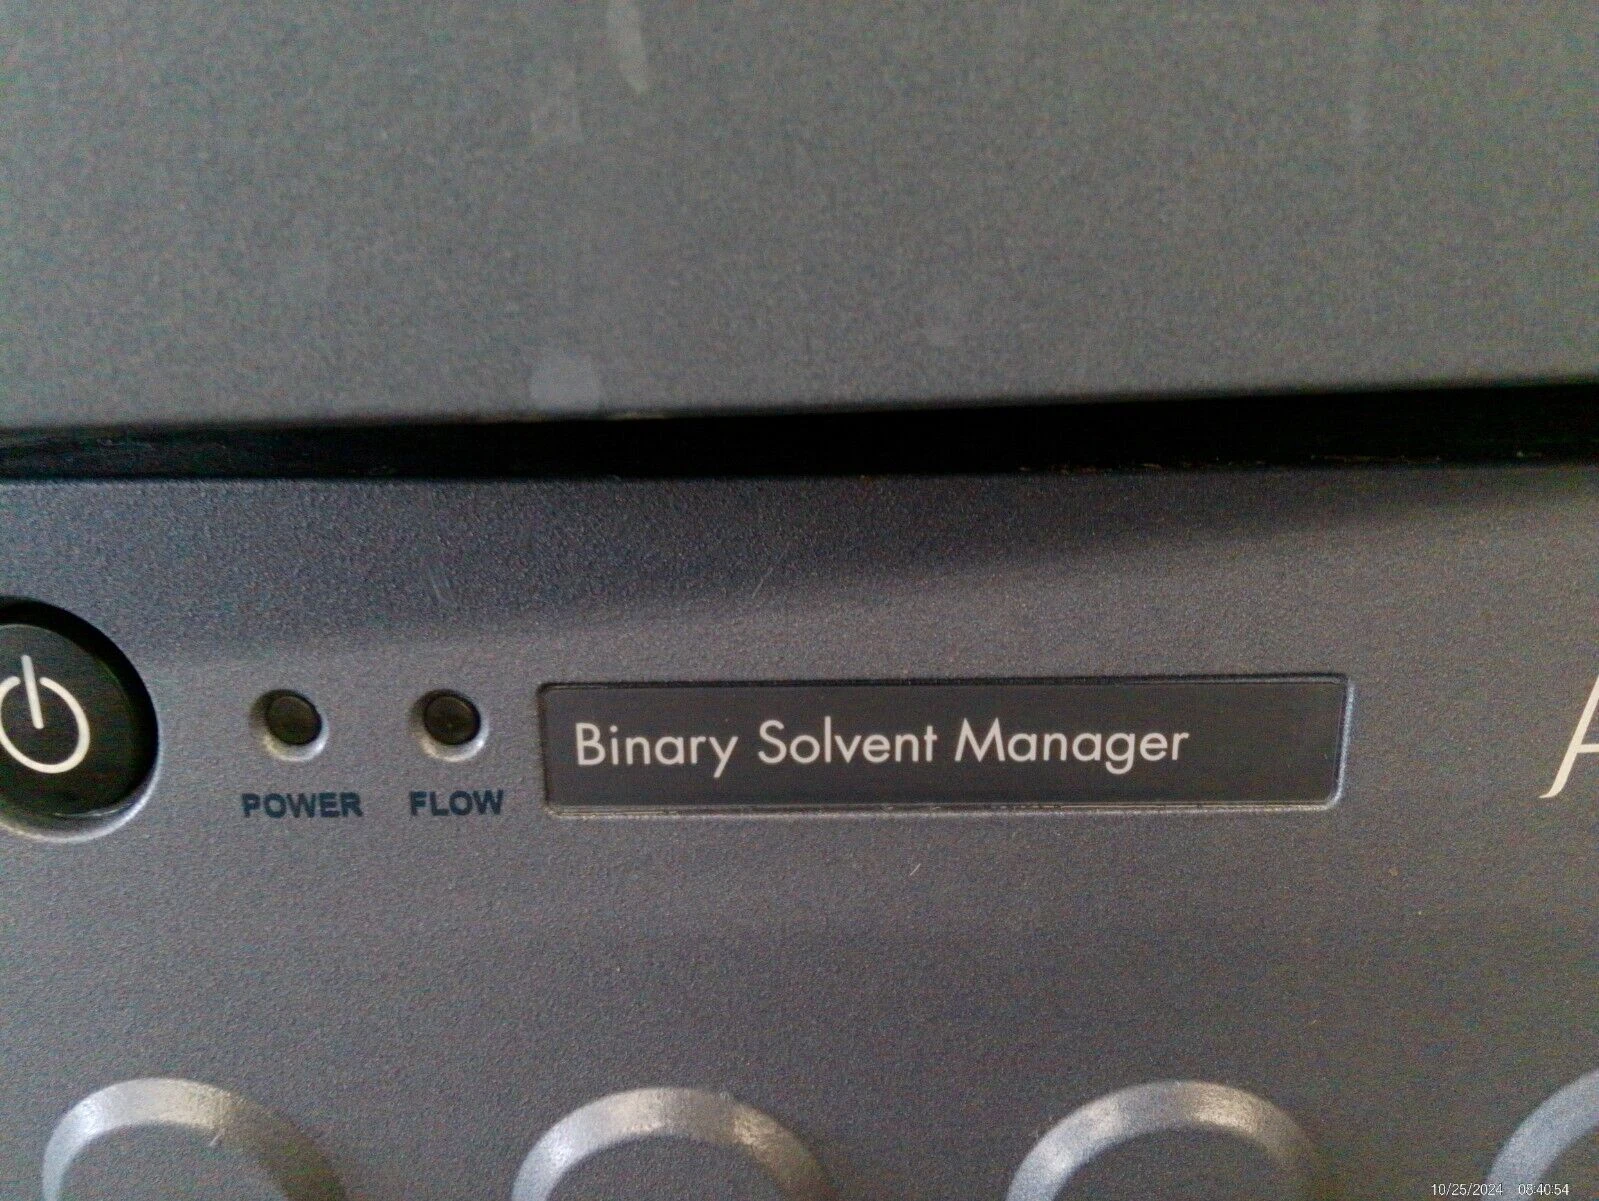 Binary Solvent Manager
POWER FLOW
A
10/25/2024 08:40:54